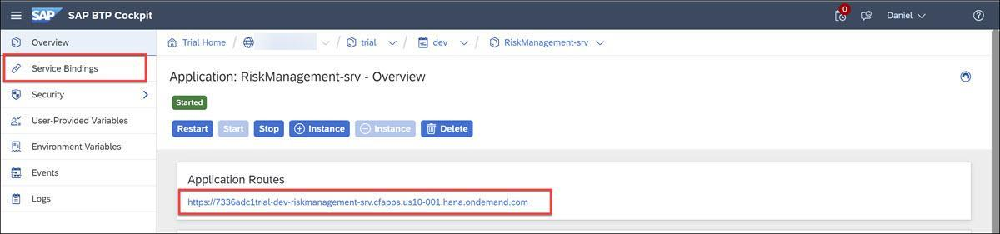 SAP SAP BTP Cockpit 0 Daniel
Overview
Service Bindings
Security
User-Provided Variables
Environment Variables
Events
Logs
Trial Home / / trial / dev / RiskManagement-srv
Application: RiskManagement-srv - Overview
Started
Restart Start Stop Instance Instance Delete
Application Routes
https://7336adc1trial-dev-riskmanagement-srv.cfapps.us10-001.hana.ondemand.com